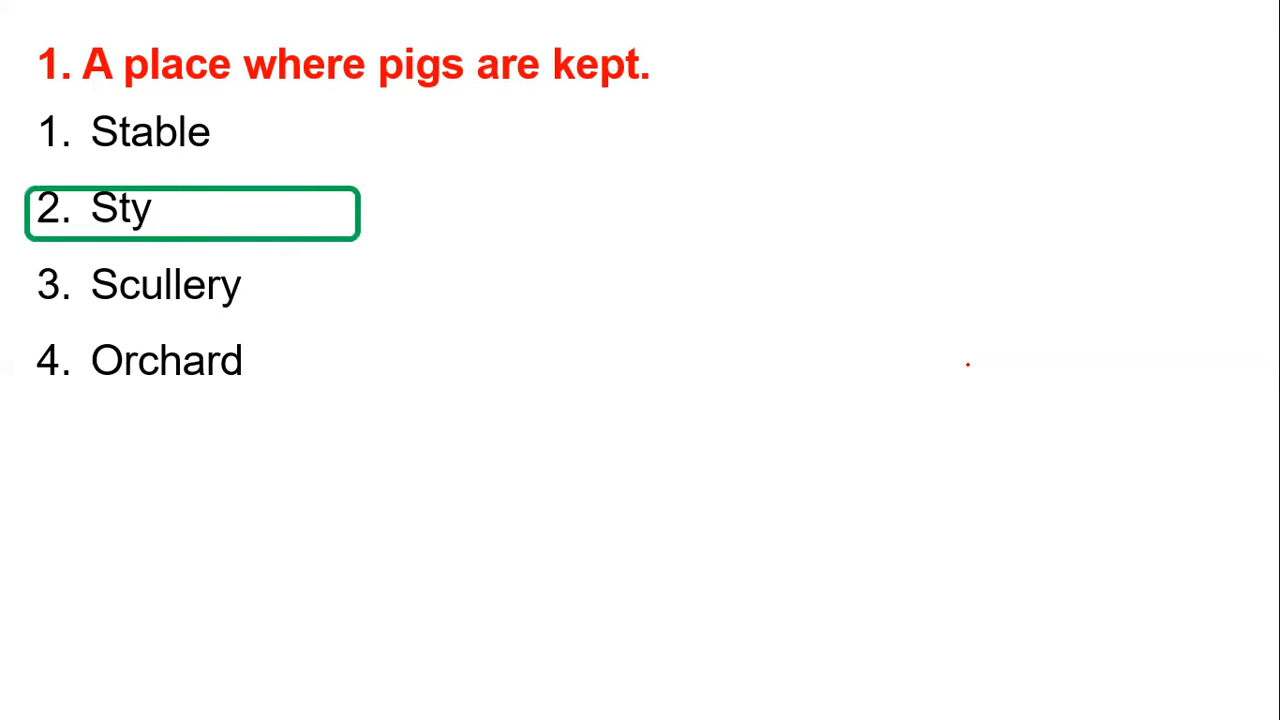 1. A place where pigs are kept.
1. Stable
2. Sty
3. Scullery
4. Orchard